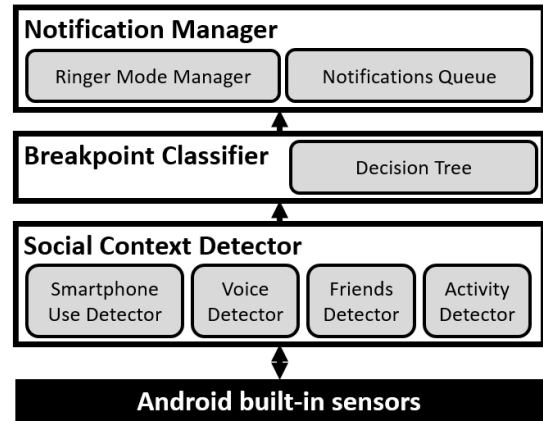 Notification Manager
Ringer Mode Manager
Notifications Queue
Breakpoint Classifier
Decision Tree
Social Context Detector
Smartphone
Use Detector
Voice
Detector
Friends
Detector
Activity
Detector
Android built-in sensors